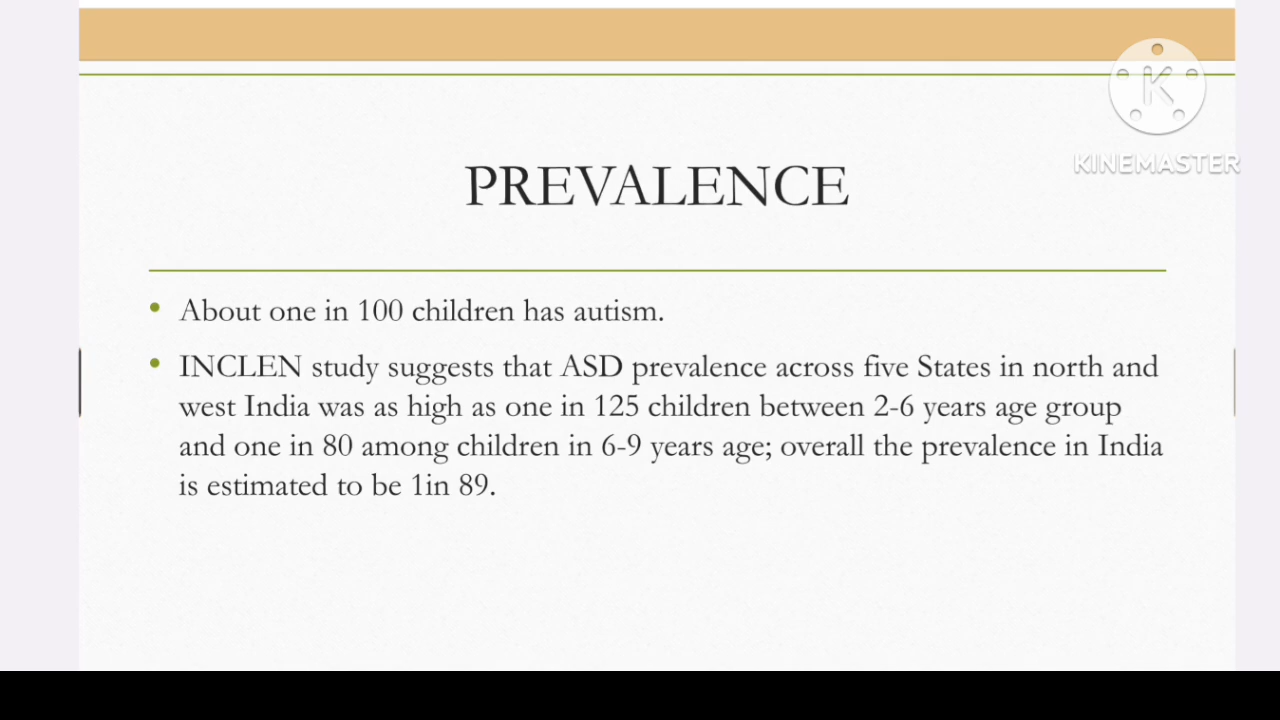 K
KINEMASTER
PREVALENCE
• About one in 100 children has autism.
• INCLEN study suggests that ASD prevalence across five States in north and
west India was as high as one in 125 children between 2-6 years age group
and one in 80 among children in 6-9 years age; overall the prevalence in India
is estimated to be 1in 89.